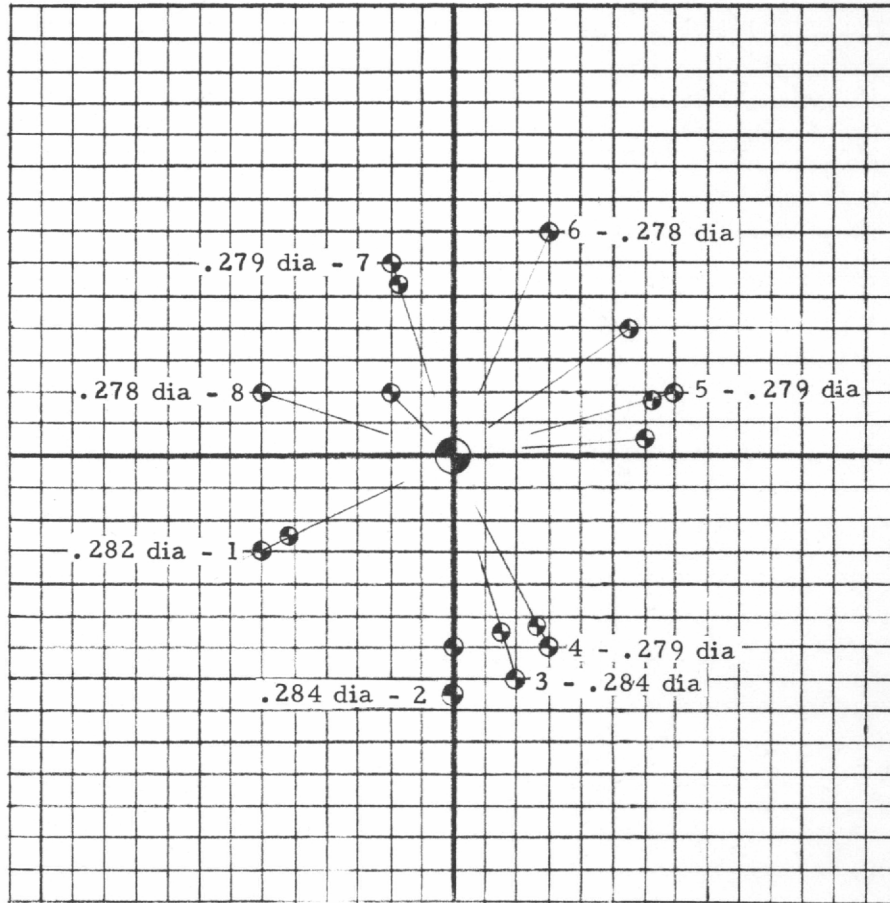 6 - .278 dia
.279 dia - 7
.278 dia - 8
5 - .279 dia
.282 dia - 1
4 - .279 dia
3 - .284 dia
.284 dia - 2